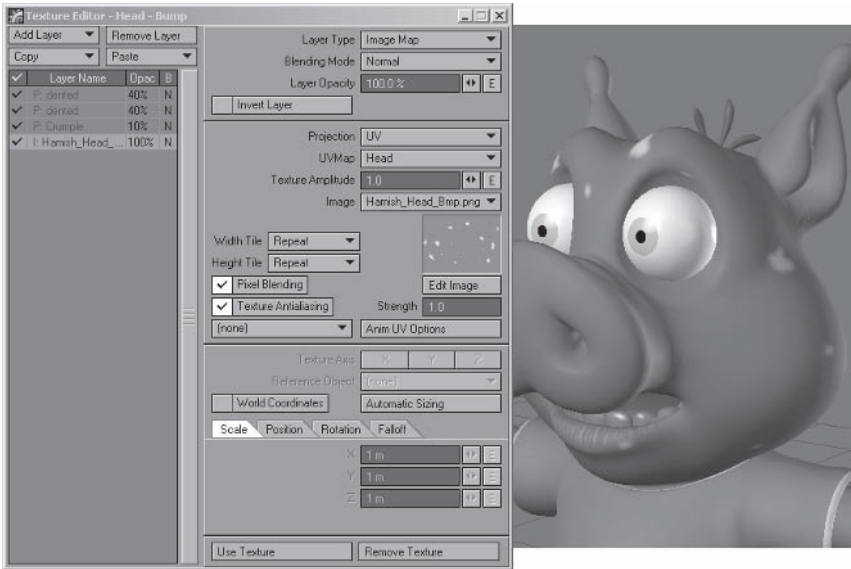 Texture Editor - Head - Bump
Add Layer Remove Layer
Copy Paste
Layer Name Opac B
P: dented 40% N
P: dented 40% N
P: Crumple 10% N
I: Hamish_Head_... 100% N
Layer Type Image Map
Blending Mode Normal
Layer Opacity 100.0 % E
Invert Layer
Projection UV
UVMap Head
Texture Amplitude 1.0 E
Image Hamish_Head_Bmp.png
Width Tile Repeat
Height Tile Repeat
Pixel Blending Edit Image
Texture Antialiasing Strength 1.0
(none) Anim UV Options
Texture Axis X Y Z
Reference Object (none)
World Coordinates Automatic Sizing
Scale Position Rotation Falloff
X 1 m E
Y 1 m E
Z 1 m E
Use Texture Remove Texture